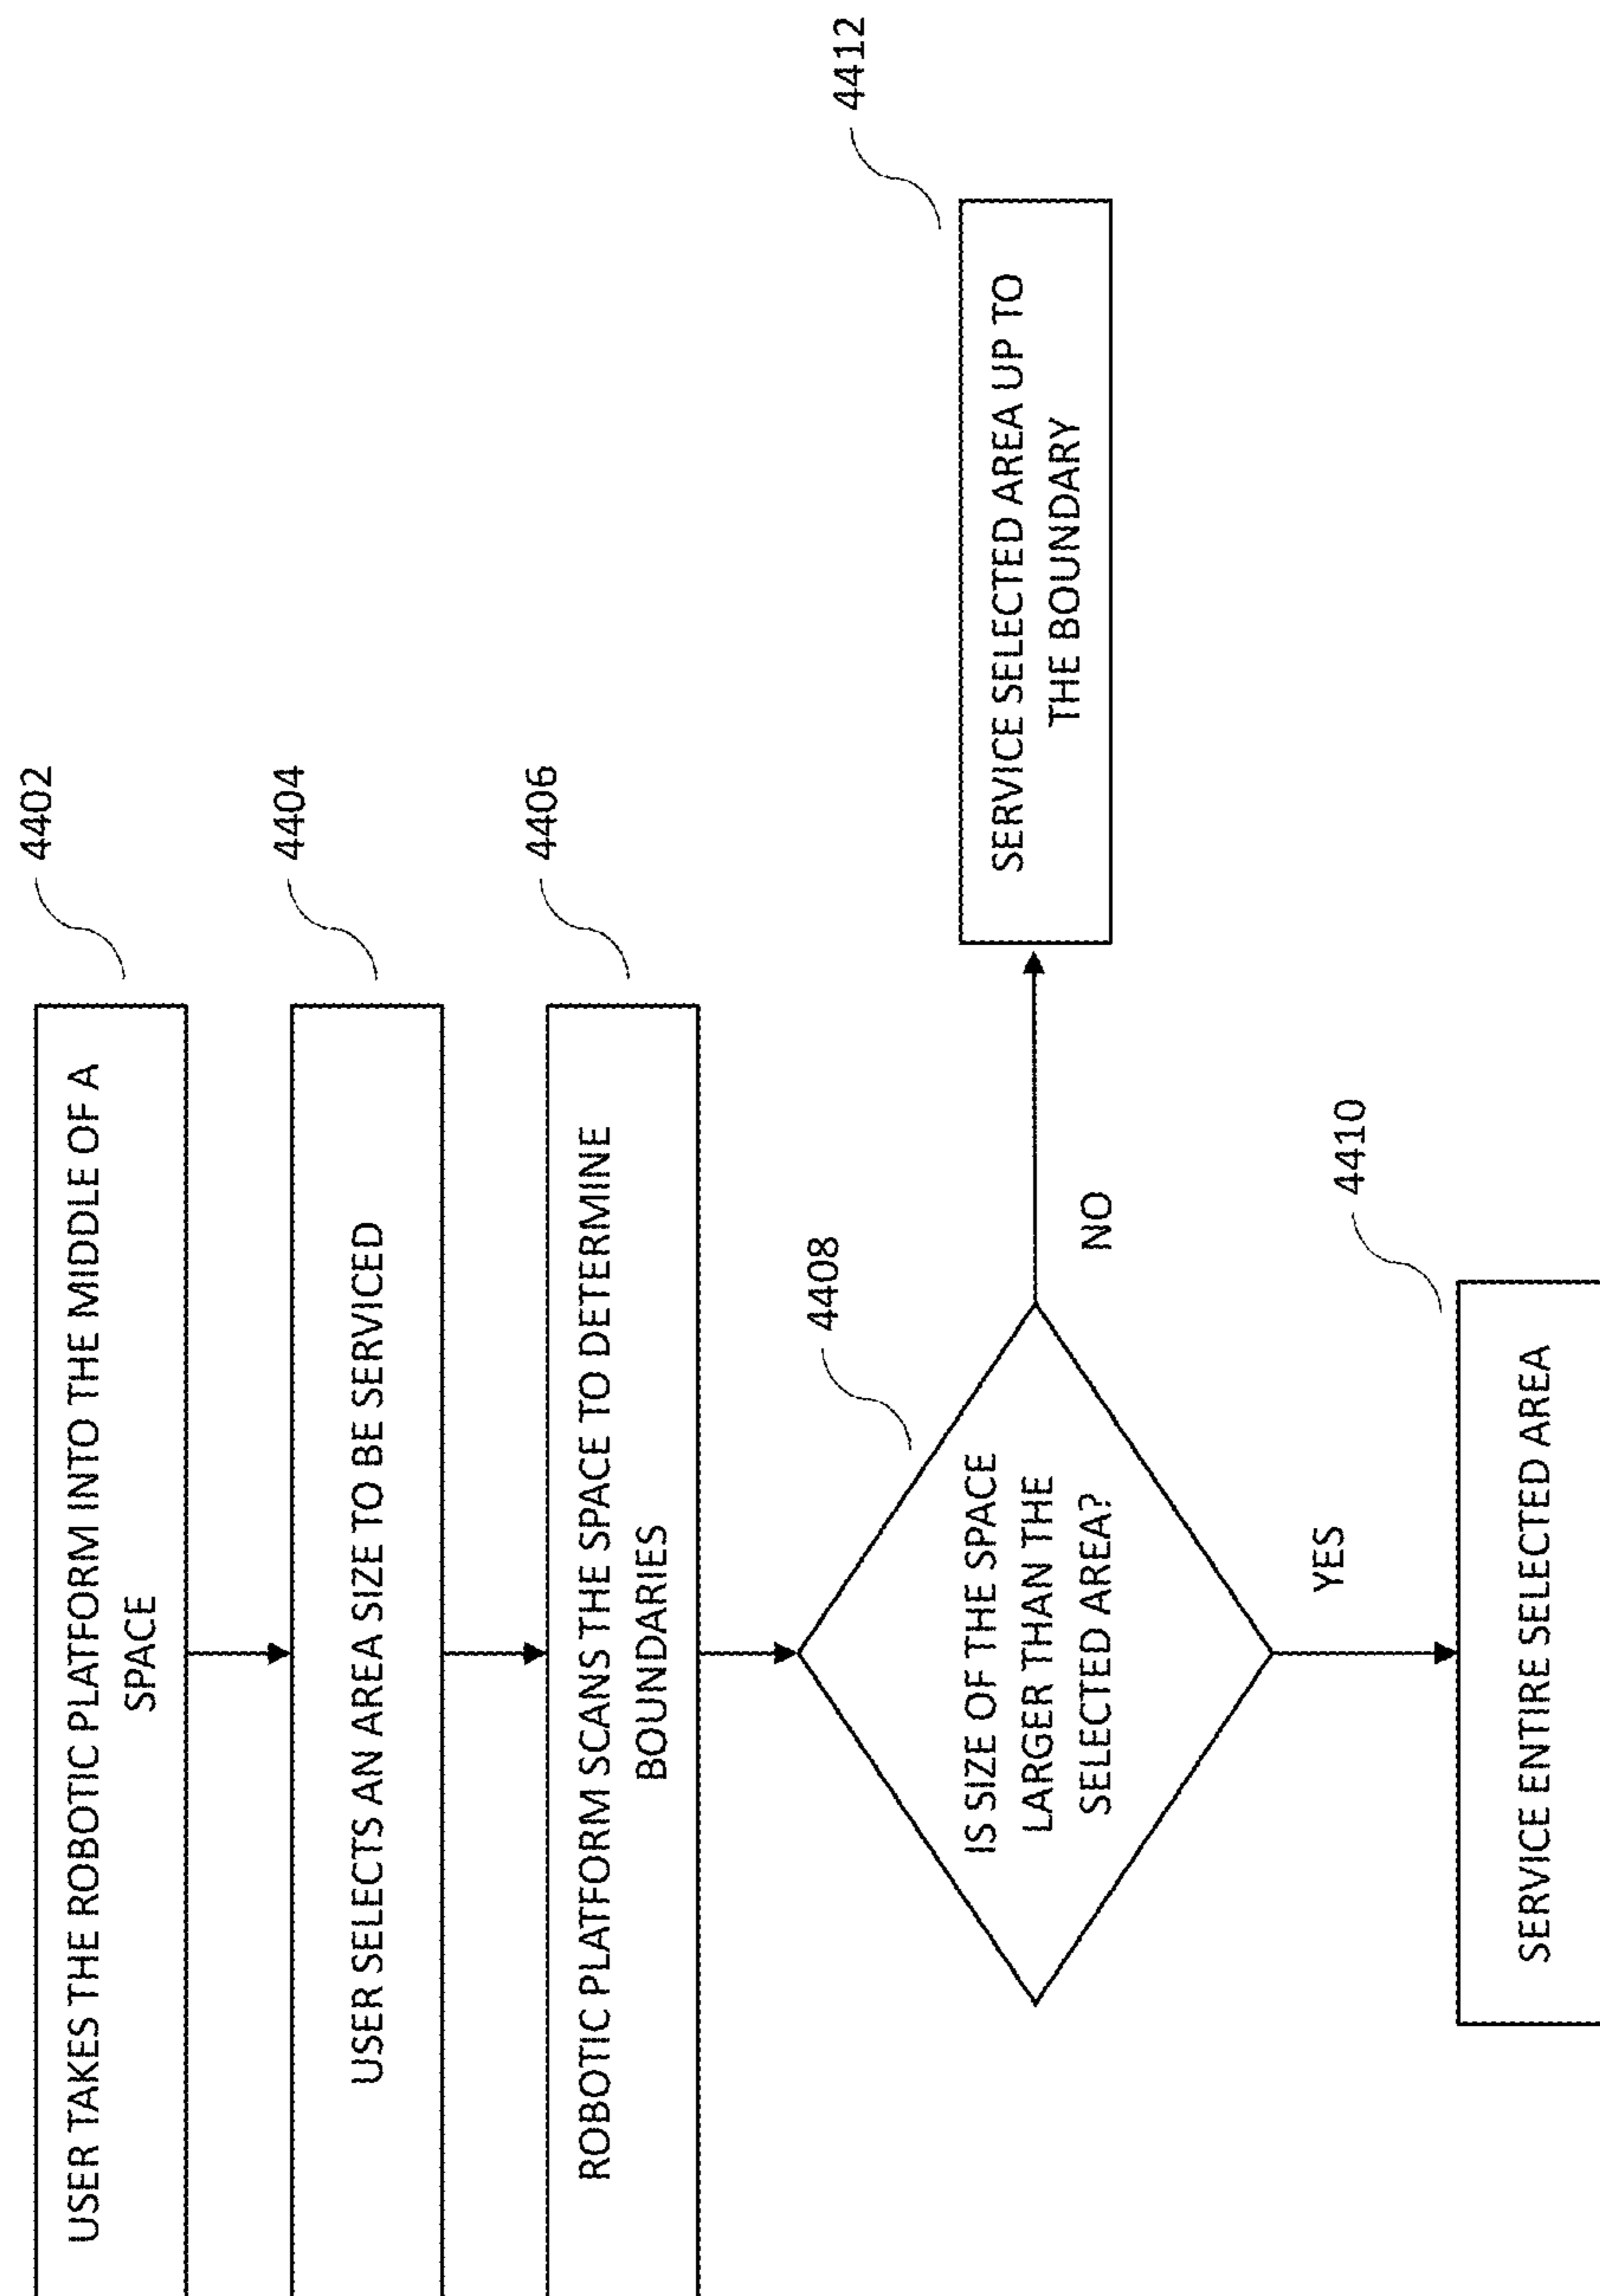 4402
USER TAKES THE ROBOTIC PLATFORM INTO THE MIDDLE OF A
SPACE
4404
USER SELECTS AN AREA SIZE TO BE SERVICED
4406
ROBOTIC PLATFORM SCANS THE SPACE TO DETERMINE
BOUNDARIES
4408
IS SIZE OF THE SPACE
LARGER THAN THE
SELECTED AREA?
NO
4412
SERVICE SELECTED AREA UP TO
THE BOUNDARY
YES
4410
SERVICE ENTIRE SELECTED AREA